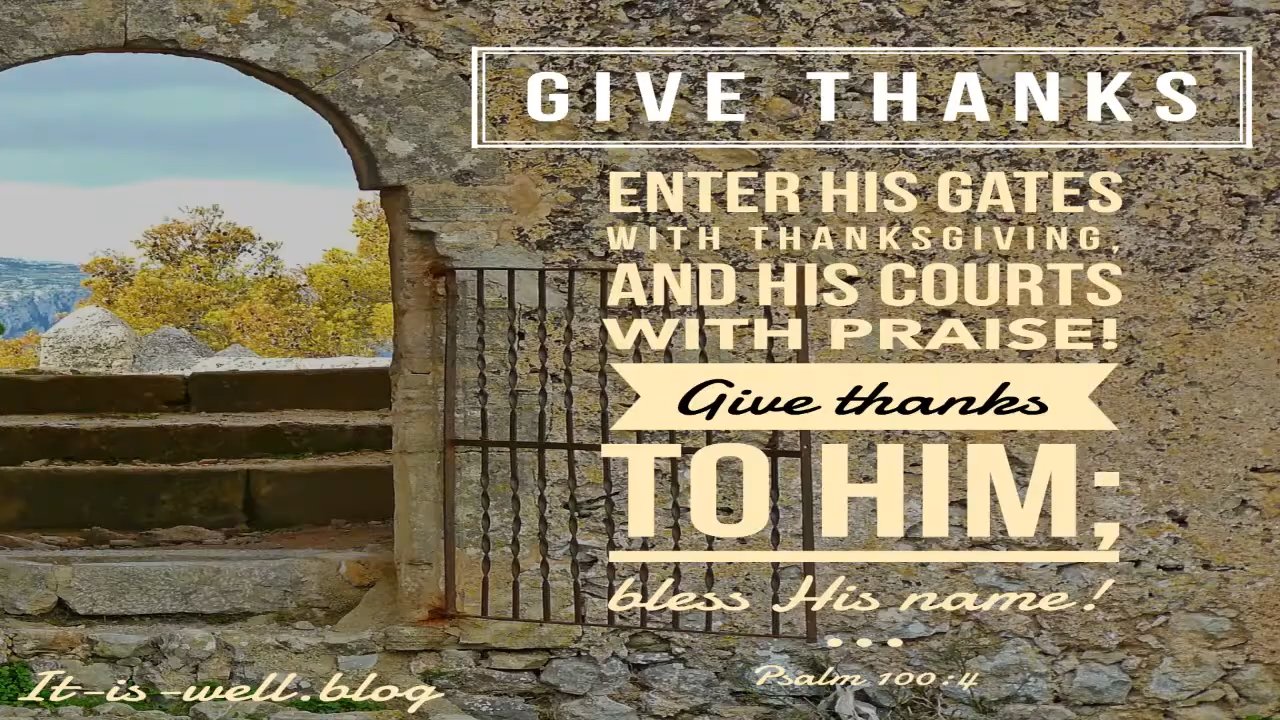 GIVE THANKS
ENTER HIS GATES
WITH THANKSGIVING,
AND HIS COURTS
WITH PRAISE!
Give thanks
TO HIM;
bless His name!
...
Psalm 100:4
It-is-well.blog